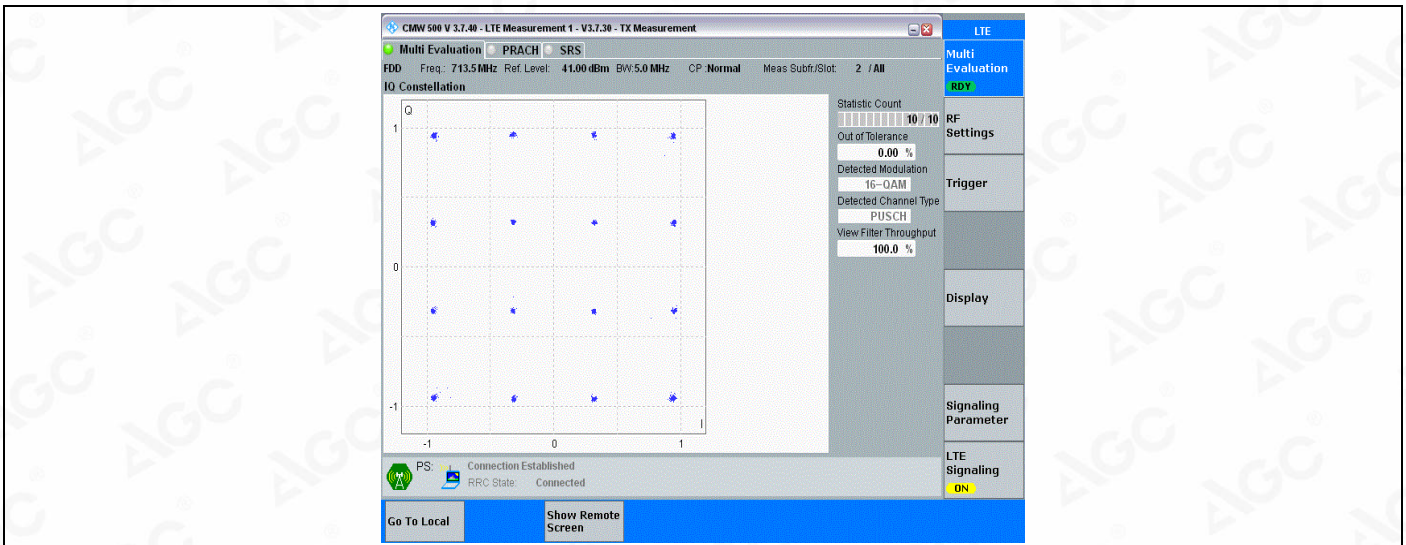 CMW 500 V 3.7.40 - LTE Measurement 1 - V3.7.30 - TX Measurement
Multi Evaluation PRACH SRS
FDD Freq.: 713.5 MHz Ref. Level: 41.00 dBm BW:5.0 MHz CP :Normal Meas Subfr./Slot: 2 / All
IQ Constellation
Q
1
0
-1
-1 0 1
I
Statistic Count
10 / 10
Out of Tolerance
0.00 %
Detected Modulation
16-QAM
Detected Channel Type
PUSCH
View Filter Throughput
100.0 %
PS: Connection Established
RRC State: Connected
LTE
Multi
Evaluation
RDY
RF
Settings
Trigger
Display
Signaling
Parameter
LTE
Signaling
ON
Go To Local
Show Remote
Screen
AGC